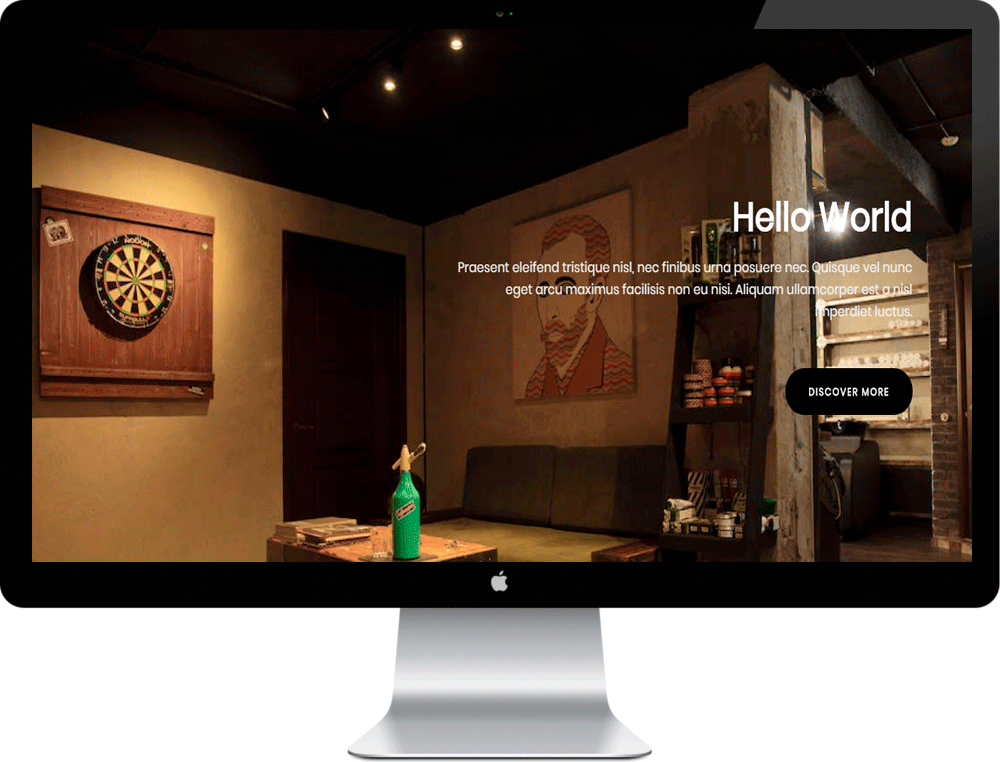 Hello World
Praesent eleifend tristique nisl, nec finibus urna posuere nec. Quisque vel nunc
eget arcu maximus facilisis non eu nisi. Aliquam ullamcorper est a nisl
imperdiet luctus.
DISCOVER MORE
NODOR